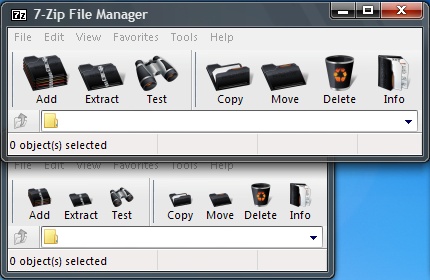 7z 7-Zip File Manager
File Edit View Favorites Tools Help
Add Extract Test Copy Move Delete Info
0 object(s) selected
File Edit View Favorites Tools Help
Add Extract Test Copy Move Delete Info
0 object(s) selected